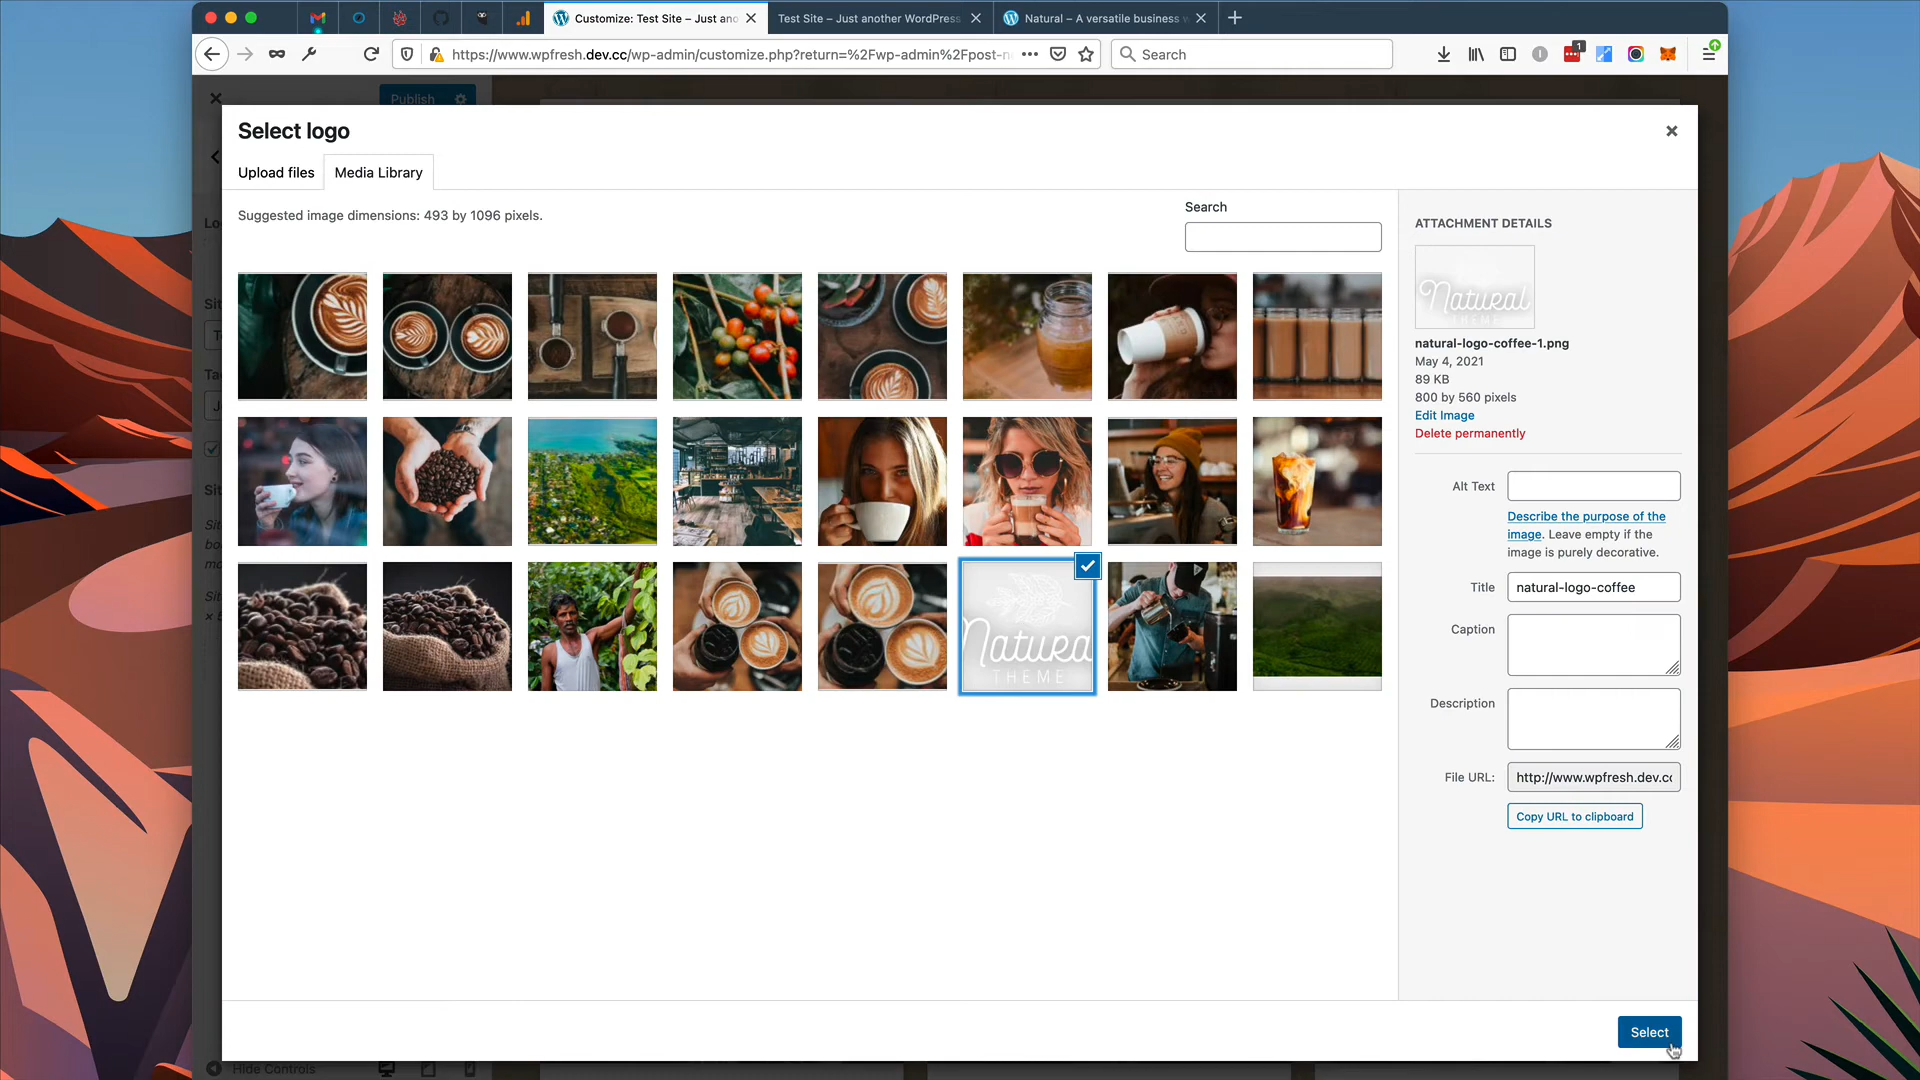 Customize: Test Site – Just ano
Test Site – Just another WordPress
Natural – A versatile business w
https://www.wpfresh.dev.cc/wp-admin/customize.php?return=%2Fwp-admin%2Fpost-n
Search
1
Publish
Select logo
Upload files
Media Library
Suggested image dimensions: 493 by 1096 pixels.
Search
ATTACHMENT DETAILS
Natural
THEME
natural-logo-coffee-1.png
May 4, 2021
89 KB
800 by 560 pixels
Edit Image
Delete permanently
Alt Text
Describe the purpose of the
image. Leave empty if the
image is purely decorative.
Title
natural-logo-coffee
Caption
Description
File URL:
http://www.wpfresh.dev.cc
Copy URL to clipboard
Natura
THEME
Select
Hide Controls